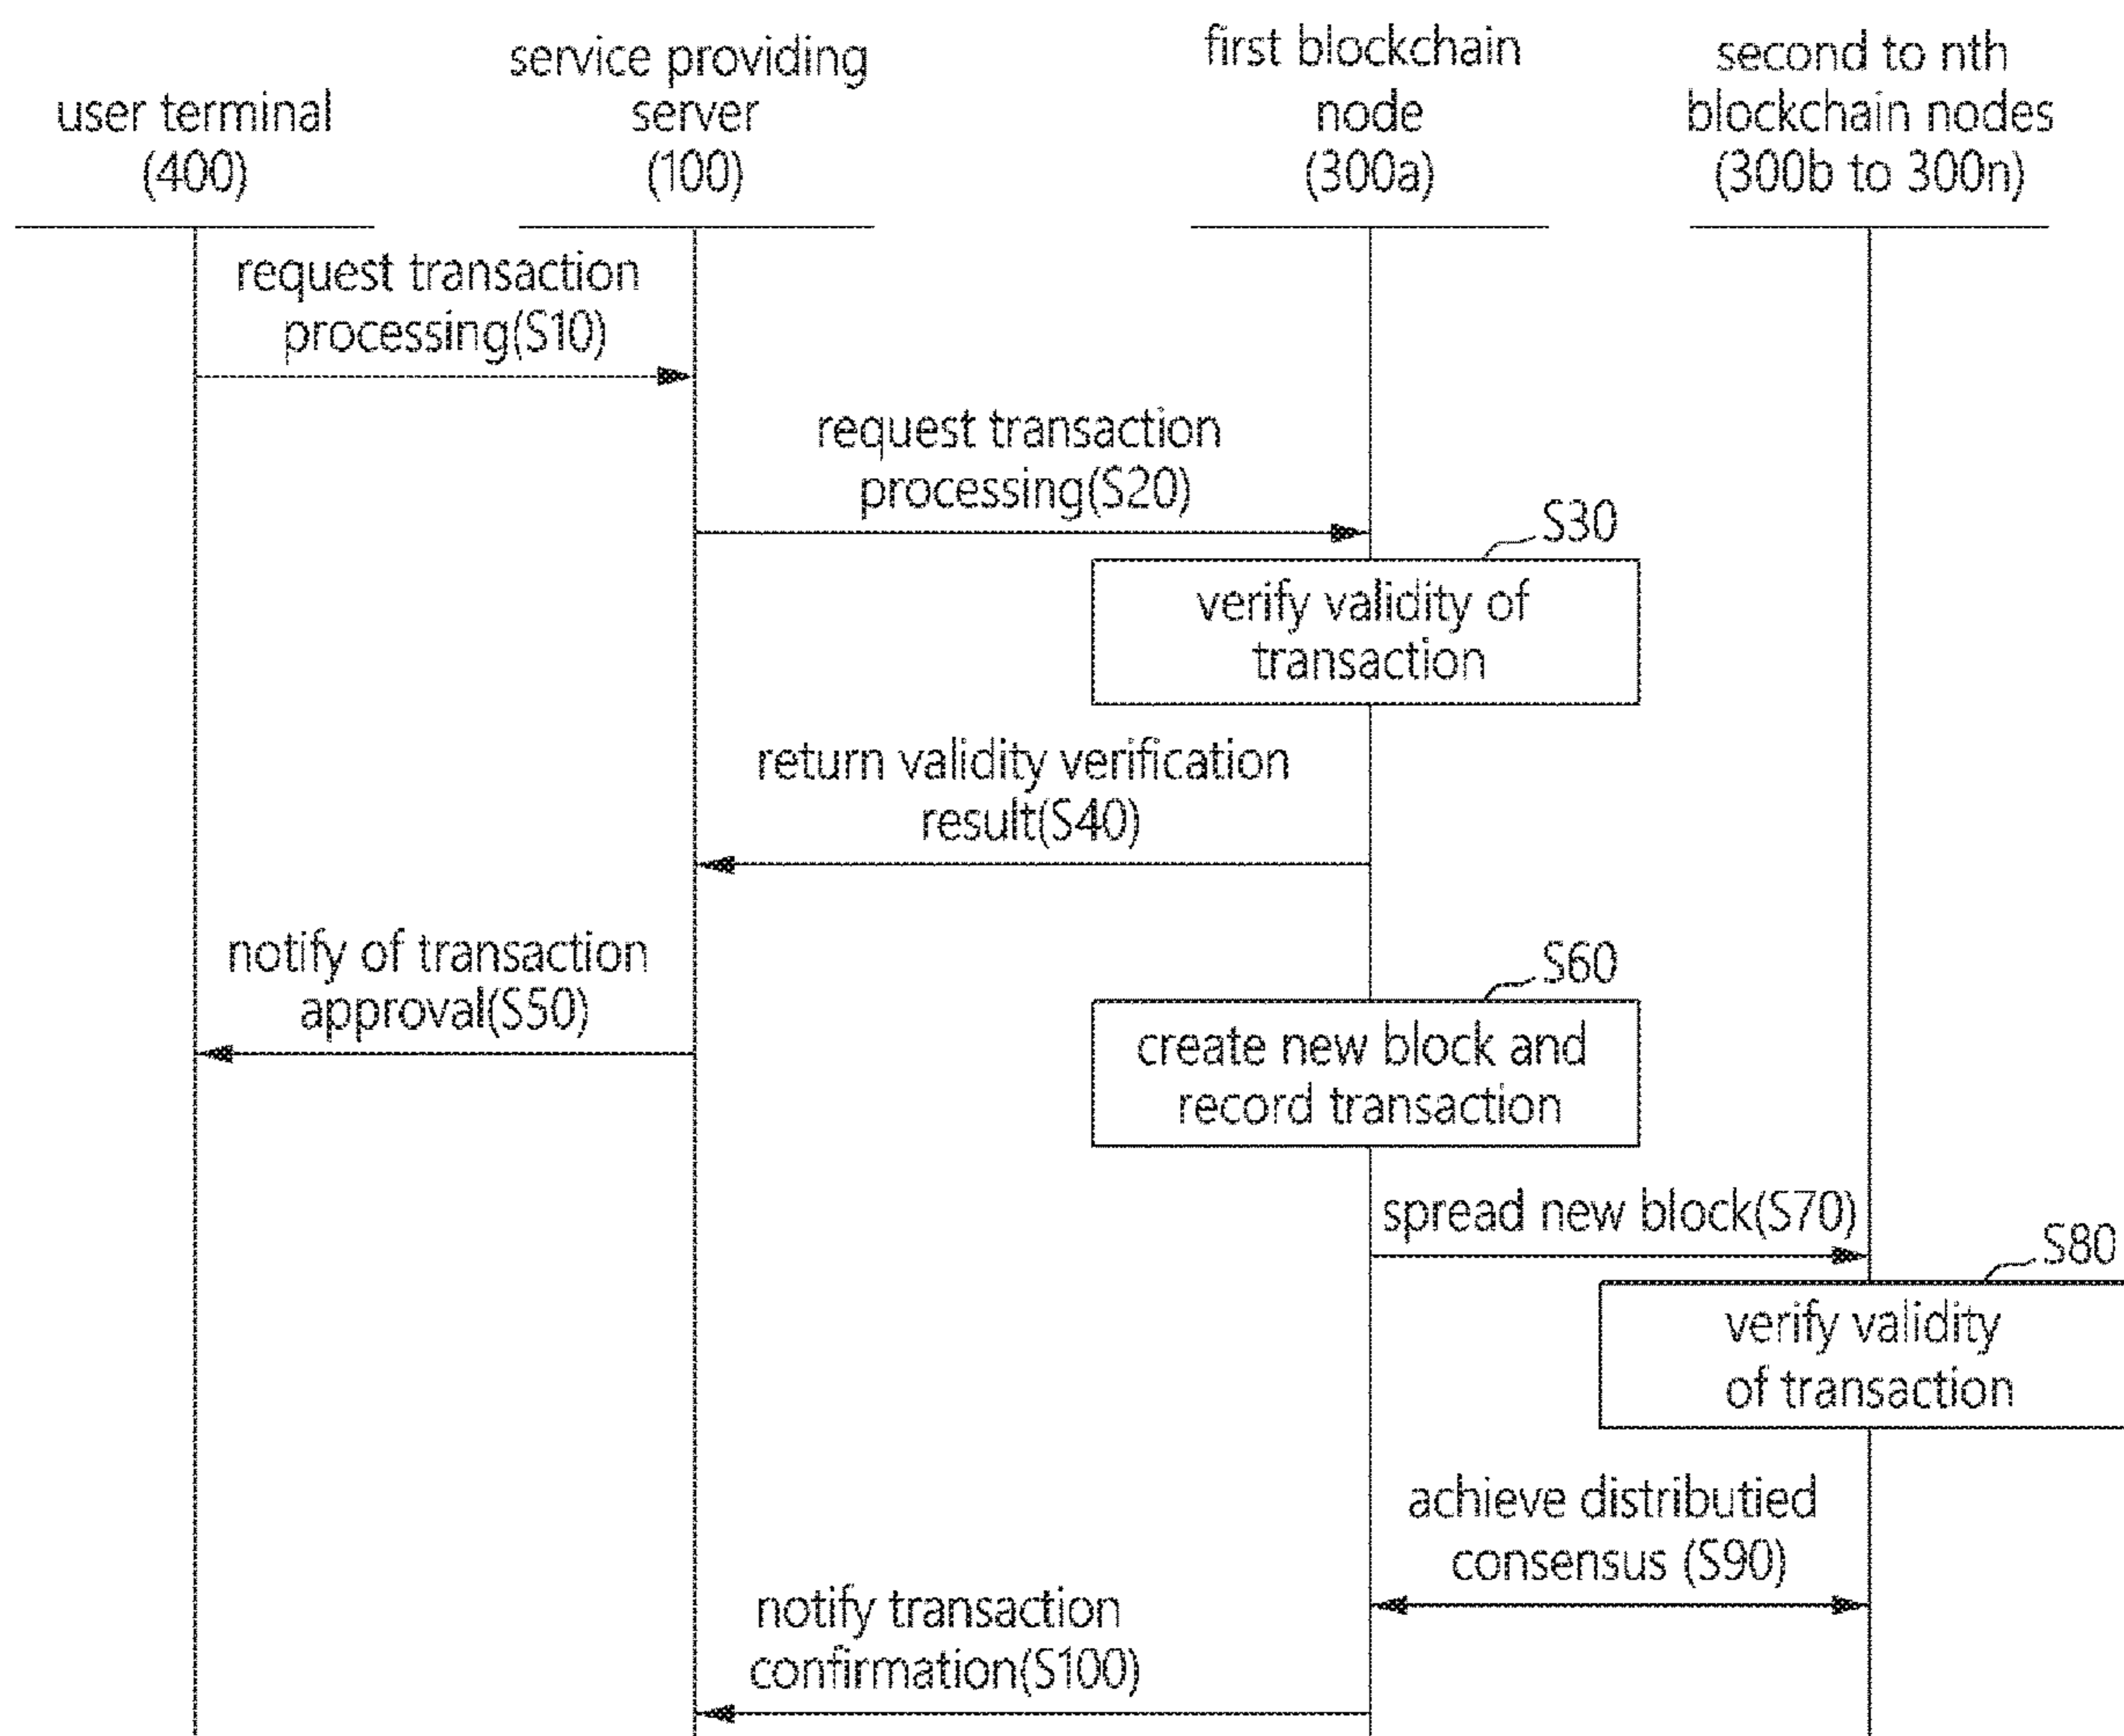 user terminal
(400)
service providing
server
(100)
first blockchain
node
(300a)
second to nth
blockchain nodes
(300b to 300n)
request transaction
processing(S10)
request transaction
processing(S20)
S30
verify validity of
transaction
return validity verification
result(S40)
notify of transaction
approval(S50)
S60
create new block and
record transaction
spread new block(S70)
S80
verify validity
of transaction
achieve distributied
consensus (S90)
notify transaction
confirmation(S100)